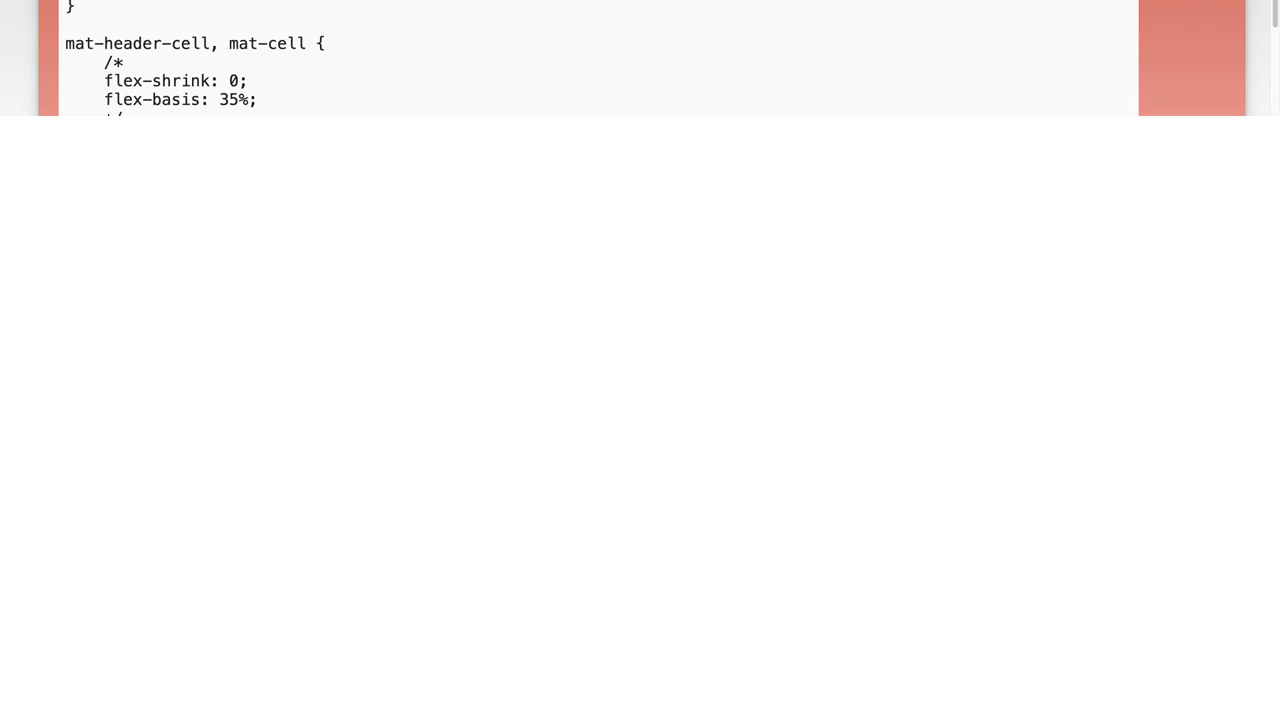 }
mat-header-cell, mat-cell {
/*
flex-shrink: 0;
flex-basis: 35%;
*/